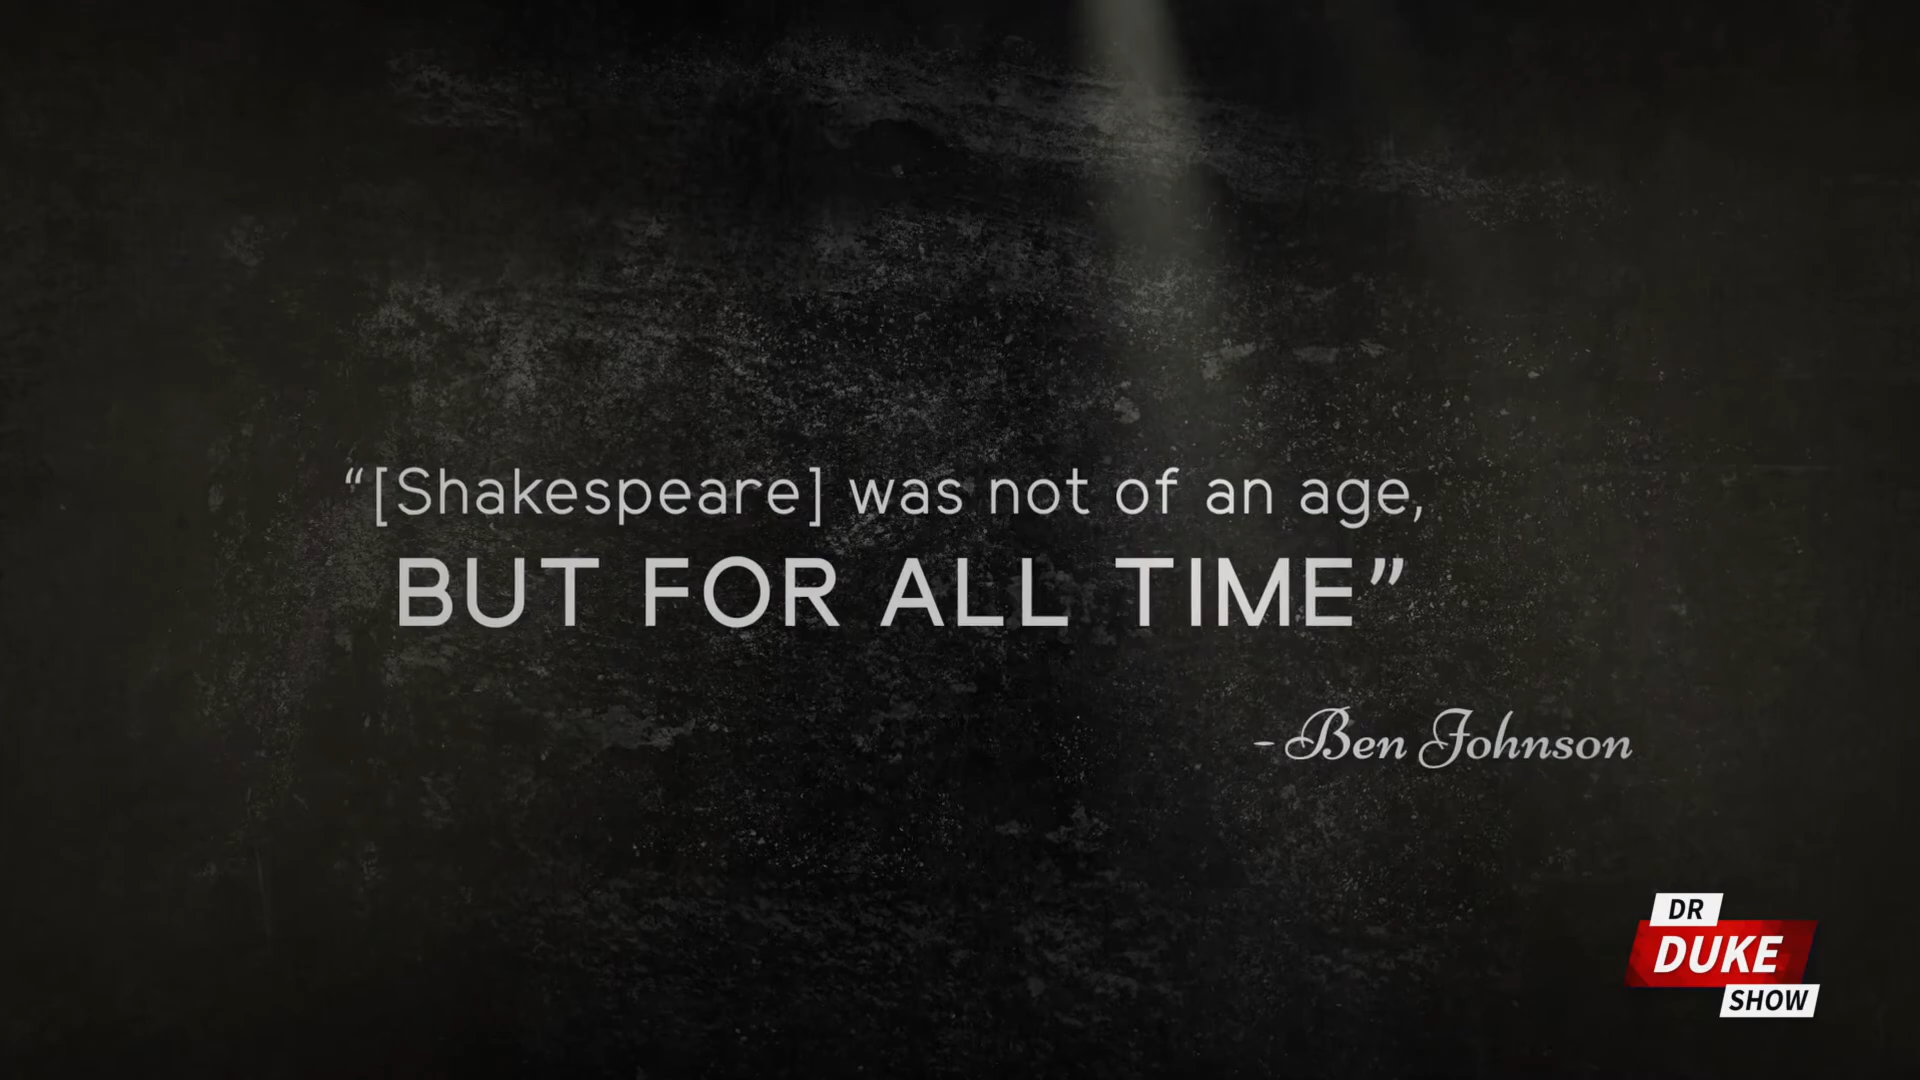 “[Shakespeare] was not of an age,
BUT FOR ALL TIME”
- Ben Johnson
DR
DUKE
SHOW